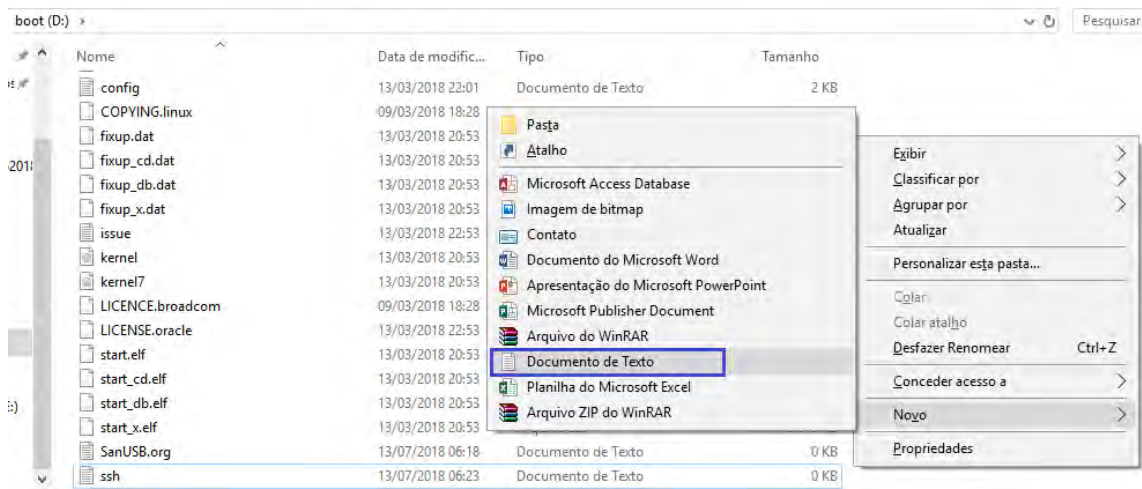 boot (D:) Pesquisar
Nome Data de modific... Tipo Tamanho
config 13/03/2018 22:01 Documento de Texto 2 KB
COPYING.linux 09/03/2018 18:28
fixup.dat 13/03/2018 20:53
fixup_cd.dat 13/03/2018 20:53
fixup_db.dat 13/03/2018 20:53
fixup_x.dat 13/03/2018 20:53
issue 13/03/2018 22:53
kernel 13/03/2018 20:53
kernel7 13/03/2018 20:53
LICENCE.broadcom 09/03/2018 18:28
LICENSE.oracle 13/03/2018 22:53
start.elf 13/03/2018 20:53
start_cd.elf 13/03/2018 20:53
start_db.elf 13/03/2018 20:53
start_x.elf 13/03/2018 20:53
SanUSB.org 13/07/2018 06:18 Documento de Texto 0 KB
ssh 13/07/2018 06:23 Documento de Texto 0 KB
Pasta
Atalho
Microsoft Access Database
Imagem de bitmap
Contato
Documento do Microsoft Word
Apresentação do Microsoft PowerPoint
Microsoft Publisher Document
Arquivo do WinRAR
Documento de Texto
Planilha do Microsoft Excel
Arquivo ZIP do WinRAR
Exibir
Classificar por
Agrupar por
Atualizar
Personalizar esta pasta...
Colar
Colar atalho
Desfazer Renomear Ctrl+Z
Conceder acesso a
Novo
Propriedades